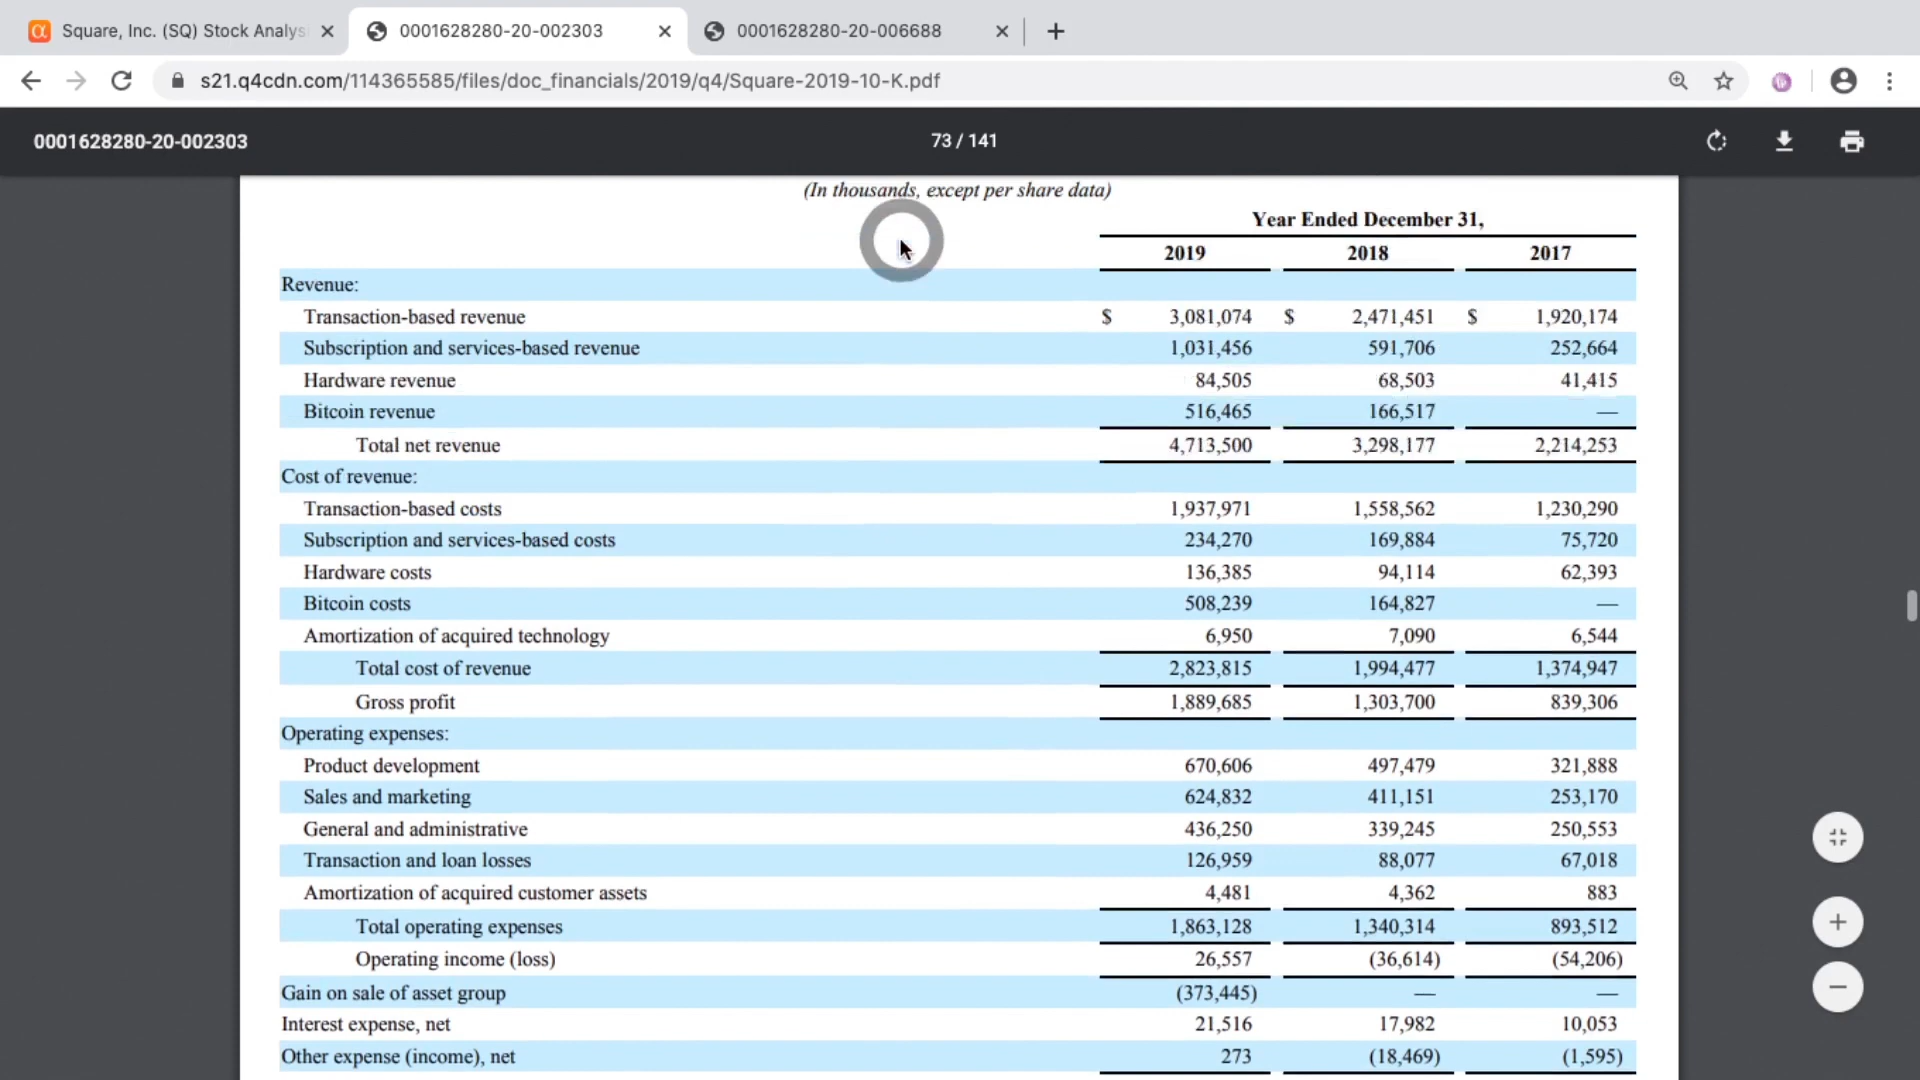 Square, Inc. (SQ) Stock Analys
0001628280-20-002303
0001628280-20-006688
s21.q4cdn.com/114365585/files/doc_financials/2019/q4/Square-2019-10-K.pdf
0001628280-20-002303
73 / 141
(In thousands, except per share data)
Year Ended December 31,
2019 2018 2017
Revenue:
Transaction-based revenue $ 3,081,074 $ 2,471,451 $ 1,920,174
Subscription and services-based revenue 1,031,456 591,706 252,664
Hardware revenue 84,505 68,503 41,415
Bitcoin revenue 516,465 166,517 —
Total net revenue 4,713,500 3,298,177 2,214,253
Cost of revenue:
Transaction-based costs 1,937,971 1,558,562 1,230,290
Subscription and services-based costs 234,270 169,884 75,720
Hardware costs 136,385 94,114 62,393
Bitcoin costs 508,239 164,827 —
Amortization of acquired technology 6,950 7,090 6,544
Total cost of revenue 2,823,815 1,994,477 1,374,947
Gross profit 1,889,685 1,303,700 839,306
Operating expenses:
Product development 670,606 497,479 321,888
Sales and marketing 624,832 411,151 253,170
General and administrative 436,250 339,245 250,553
Transaction and loan losses 126,959 88,077 67,018
Amortization of acquired customer assets 4,481 4,362 883
Total operating expenses 1,863,128 1,340,314 893,512
Operating income (loss) 26,557 (36,614) (54,206)
Gain on sale of asset group (373,445) — —
Interest expense, net 21,516 17,982 10,053
Other expense (income), net 273 (18,469) (1,595)